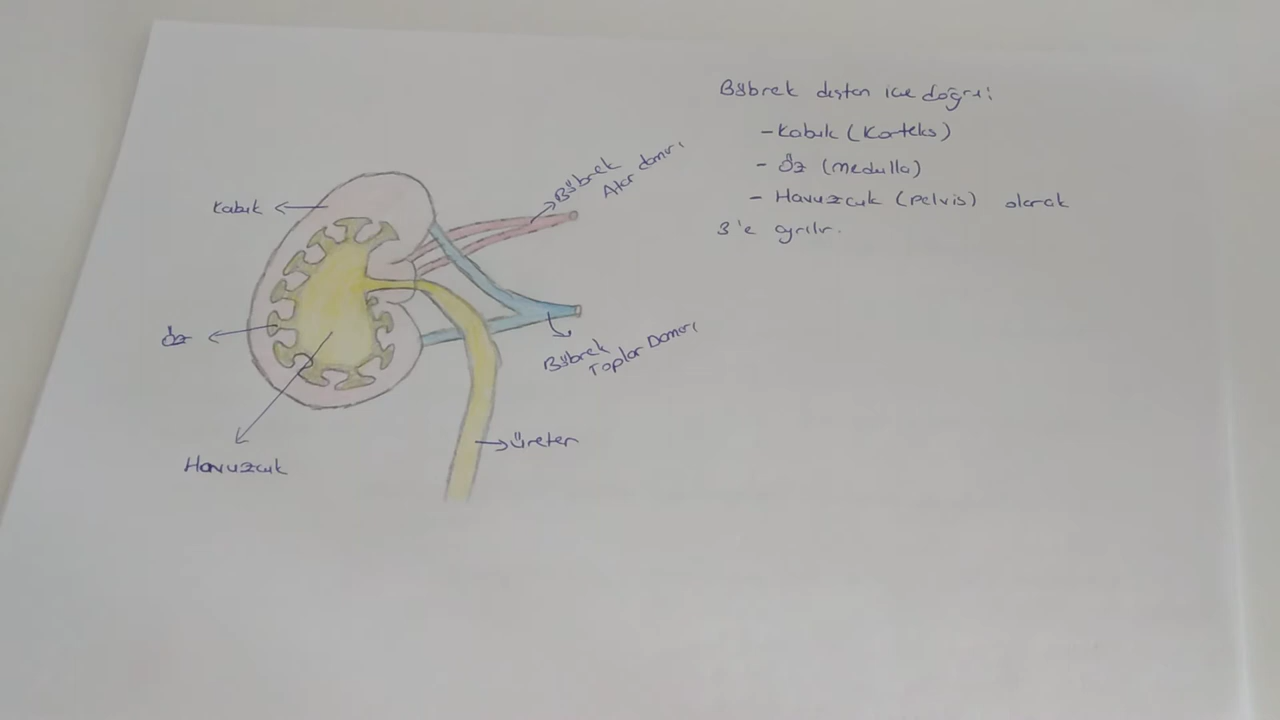 Böbrek dıştan içe doğru:
-Kabuk (Korteks)
- Öz (medulla)
- Havuzcuk (pelvis) olarak
3'e ayrılır.
Böbrek
Atar damarı
Kabuk
Öz
Böbrek
Toplar Damarı
Üreter
Havuzcuk